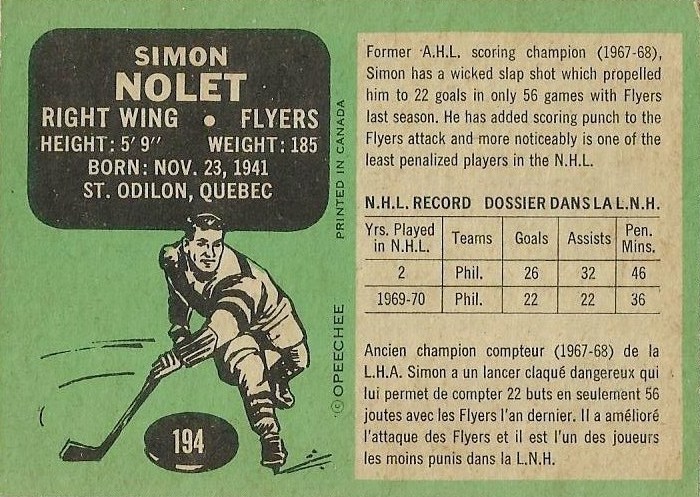 SIMON
NOLET
RIGHT WING • FLYERS
HEIGHT: 5' 9" WEIGHT: 185
BORN: NOV. 23, 1941
ST. ODILON, QUEBEC
194
PRINTED IN CANADA
© OPEECHEE
Former A.H.L. scoring champion (1967-68),
Simon has a wicked slap shot which propelled
him to 22 goals in only 56 games with Flyers
last season. He has added scoring punch to the
Flyers attack and more noticeably is one of the
least penalized players in the N.H.L.
N.H.L. RECORD DOSSIER DANS LA L.N.H.
Yrs. Played in N.H.L. Teams Goals Assists Pen. Mins.
2 Phil. 26 32 46
1969-70 Phil. 22 22 36
Ancien champion compteur (1967-68) de la
L.H.A. Simon a un lancer claqué dangereux qui
lui permet de compter 22 buts en seulement 56
joutes avec les Flyers l'an dernier. Il a amélioré
l'attaque des Flyers et il est l'un des joueurs
les moins punis dans la L.N.H.